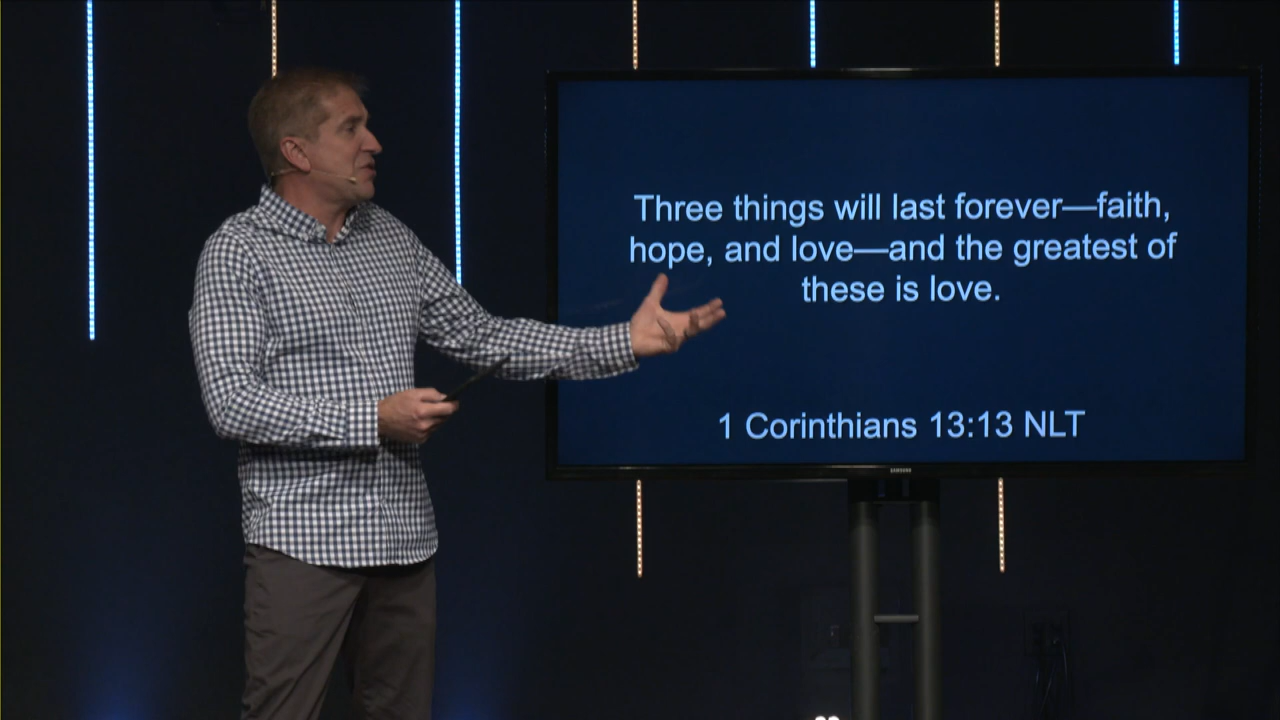 Three things will last forever—faith,
hope, and love—and the greatest of
these is love.
1 Corinthians 13:13 NLT
SAMSUNG